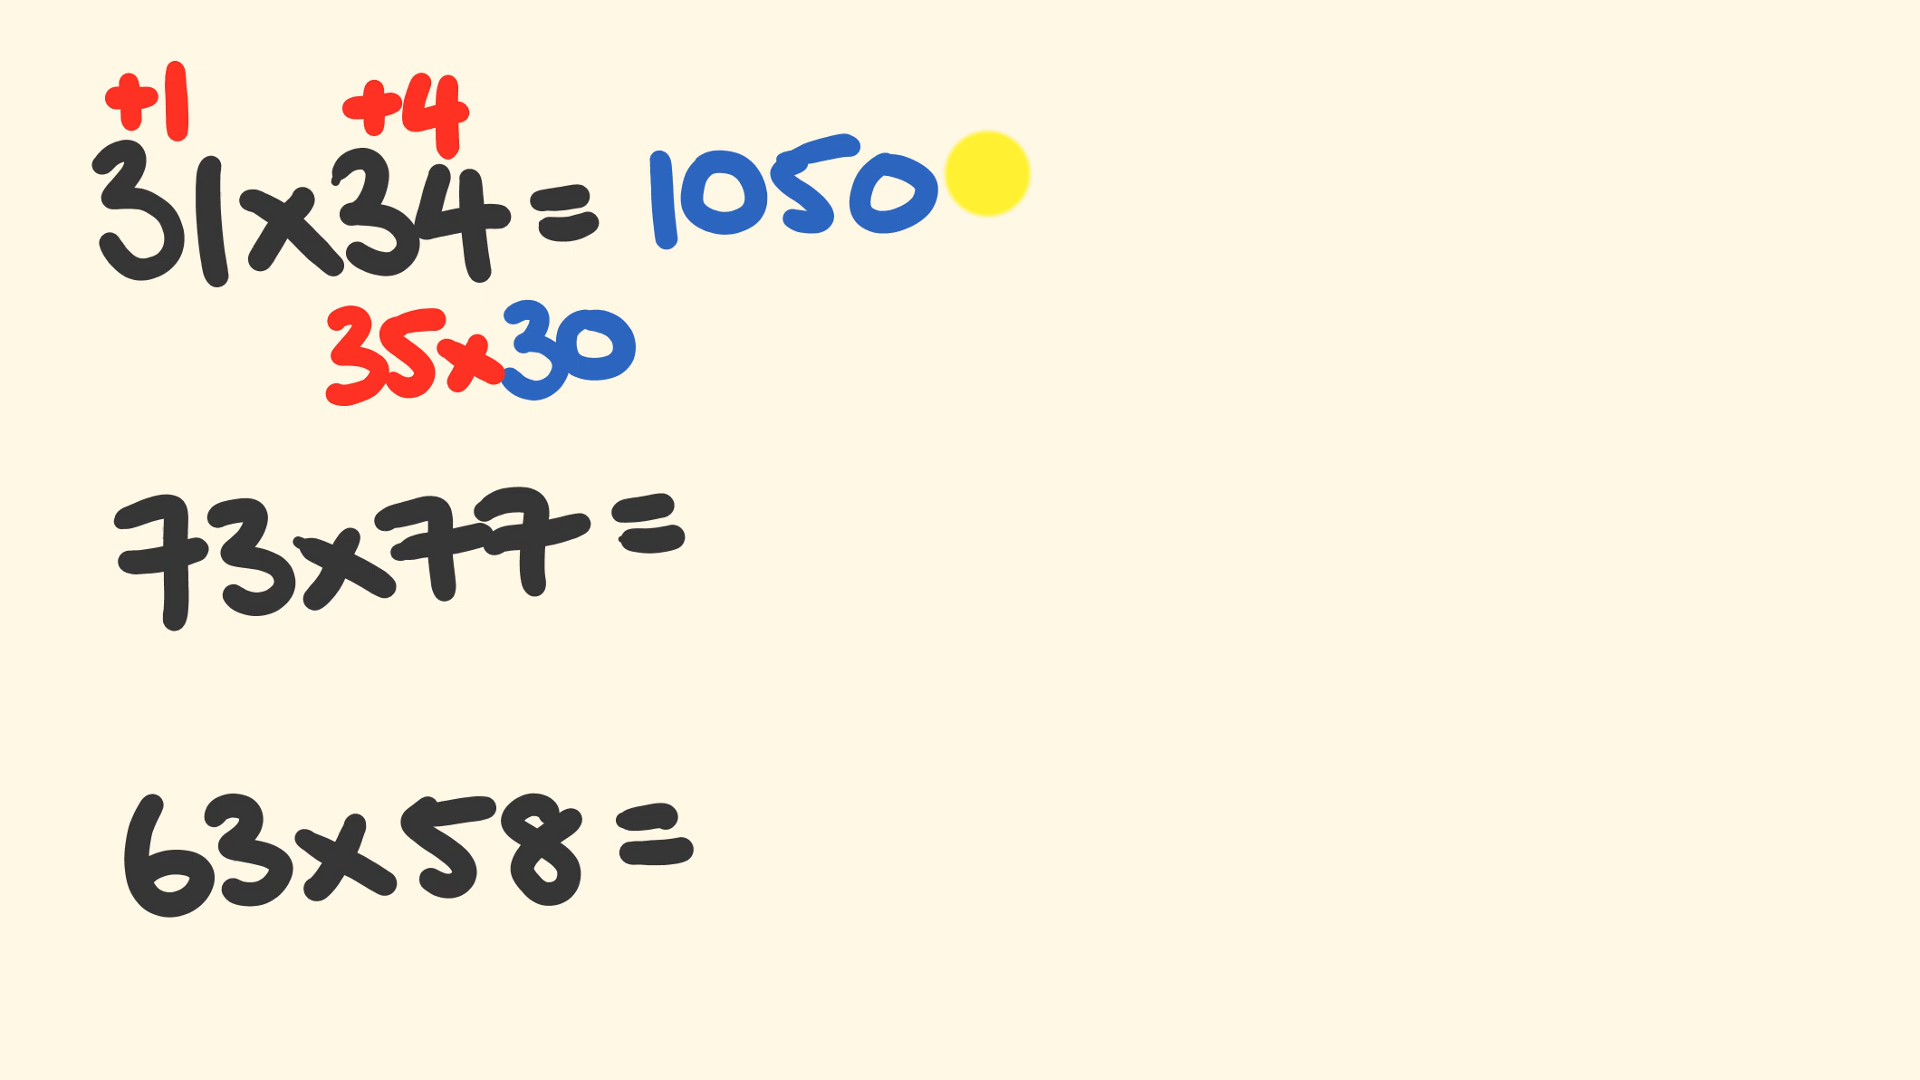 +1 +4
31x34= 1050
35x30
73x77=
63x58=